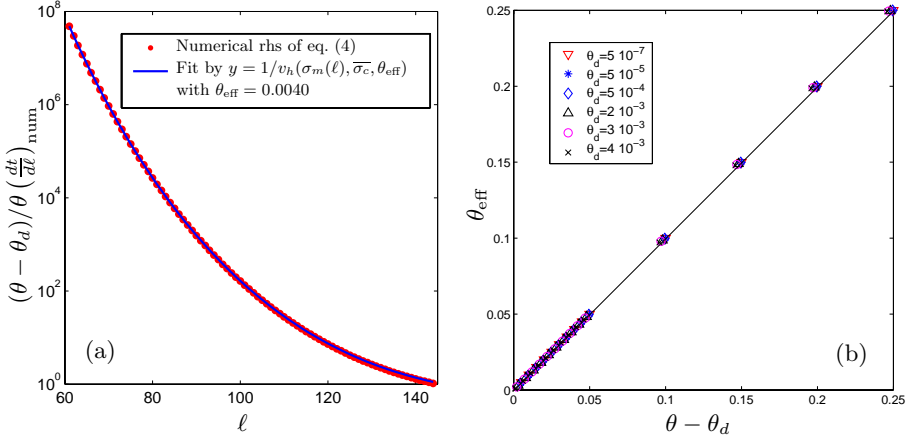 10^8
10^6
10^4
10^2
10^0
60
80
100
120
140
ℓ
(θ − θ_d)/θ (dt/dℓ)_num
Numerical rhs of eq. (4)
Fit by y = 1/v_h(σ_m(ℓ), \overline{σ_c}, θ_eff)
with θ_eff = 0.0040
(a)
0.25
0.20
0.15
0.10
0.05
0.00
0
0.05
0.1
0.15
0.2
0.25
θ − θ_d
θ_eff
θ_d=5 10^-7
θ_d=5 10^-5
θ_d=5 10^-4
θ_d=2 10^-3
θ_d=3 10^-3
θ_d=4 10^-3
(b)